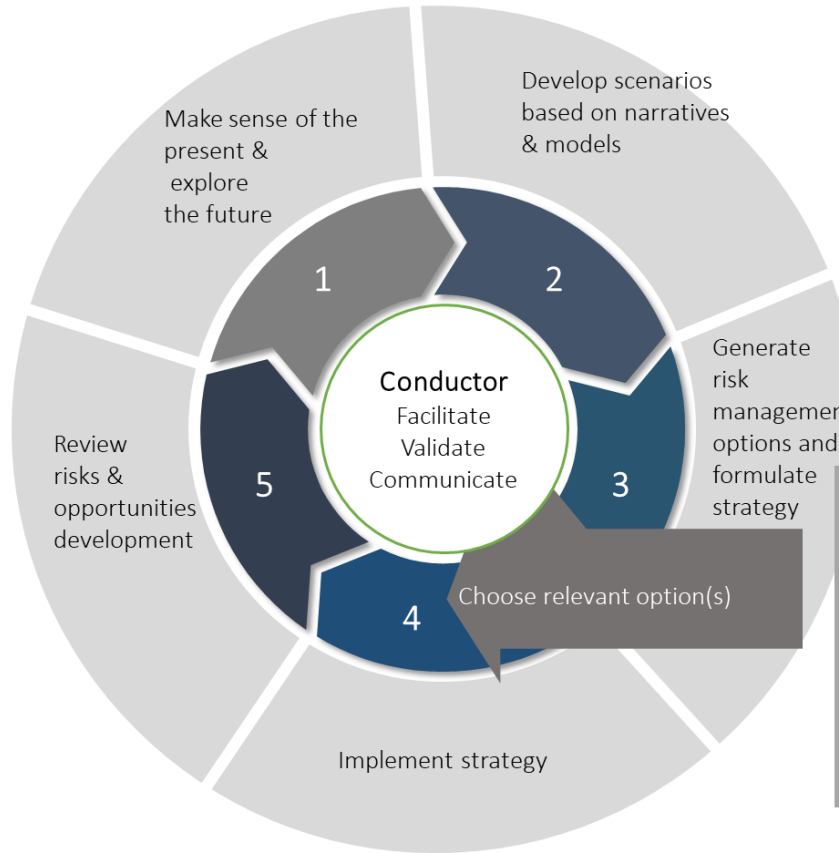 Make sense of the
present &
explore
the future
1
Develop scenarios
based on narratives
& models
2
Generate
risk
managemen
options and
formulate
strategy
3
Choose relevant option(s)
4
Implement strategy
Review
risks &
opportunities
development
5
Conductor
Facilitate
Validate
Communicate